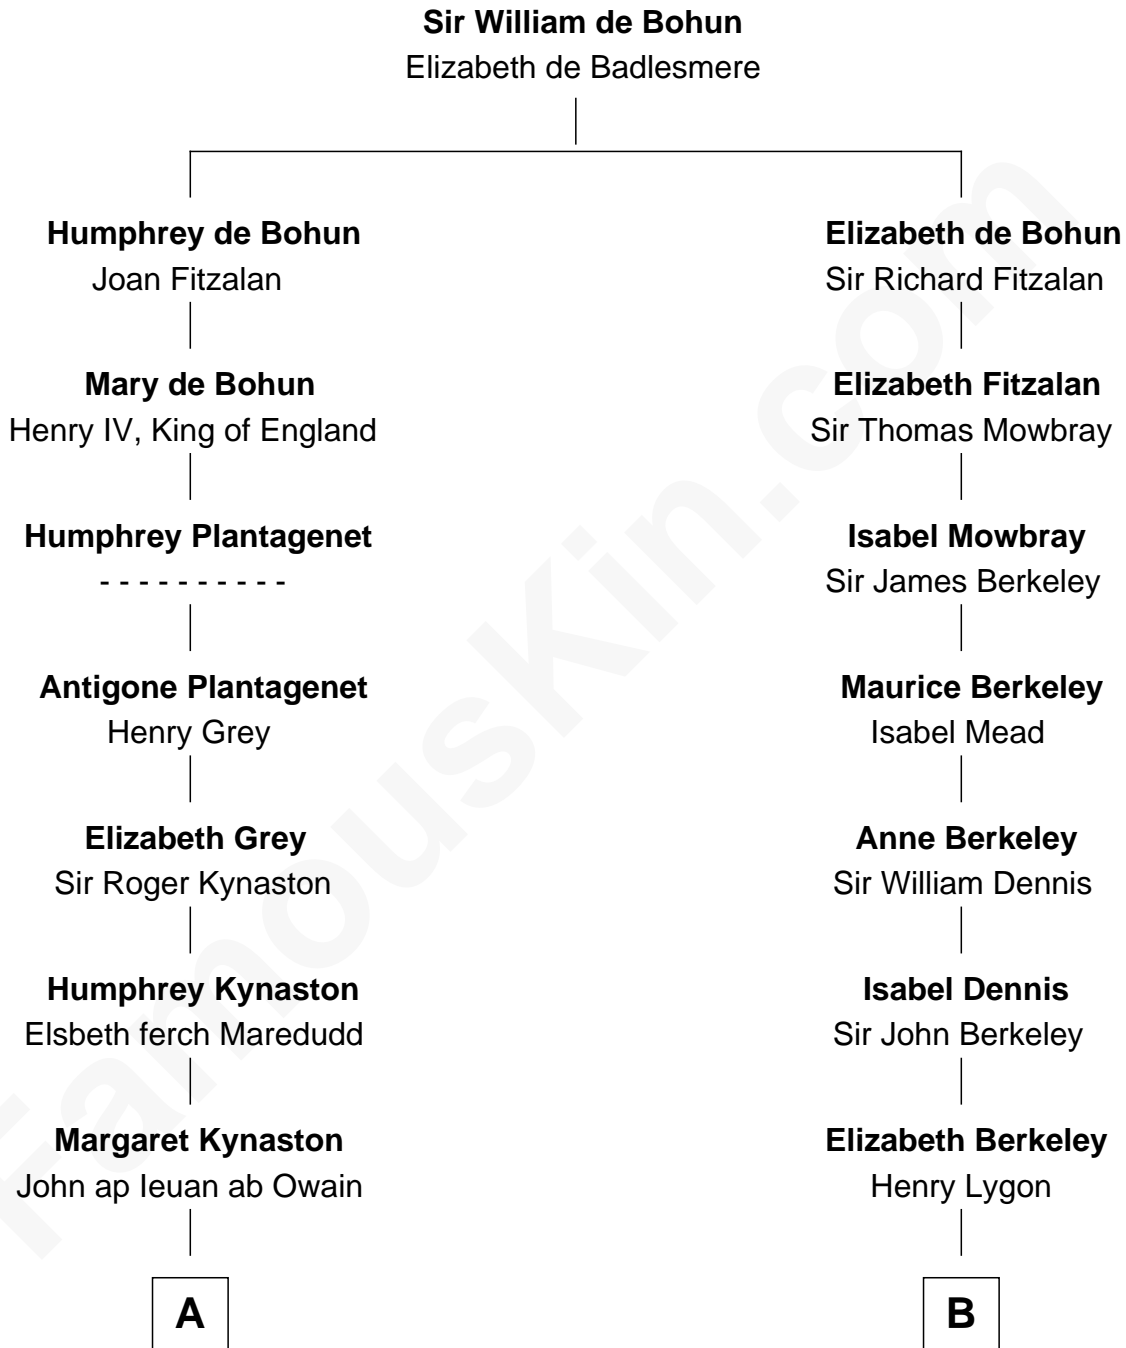 Sir William de Bohun
Elizabeth de Badlesmere
Humphrey de Bohun
Joan Fitzalan
Elizabeth de Bohun
Sir Richard Fitzalan
Mary de Bohun
Henry IV, King of England
Elizabeth Fitzalan
Sir Thomas Mowbray
Humphrey Plantagenet
- - - - - - - - - -
Isabel Mowbray
Sir James Berkeley
Antigone Plantagenet
Henry Grey
Maurice Berkeley
Isabel Mead
Elizabeth Grey
Sir Roger Kynaston
Anne Berkeley
Sir William Dennis
Humphrey Kynaston
Elsbeth ferch Maredudd
Isabel Dennis
Sir John Berkeley
Margaret Kynaston
John ap Ieuan ab Owain
Elizabeth Berkeley
Henry Lygon
A
B
FamousKin.com